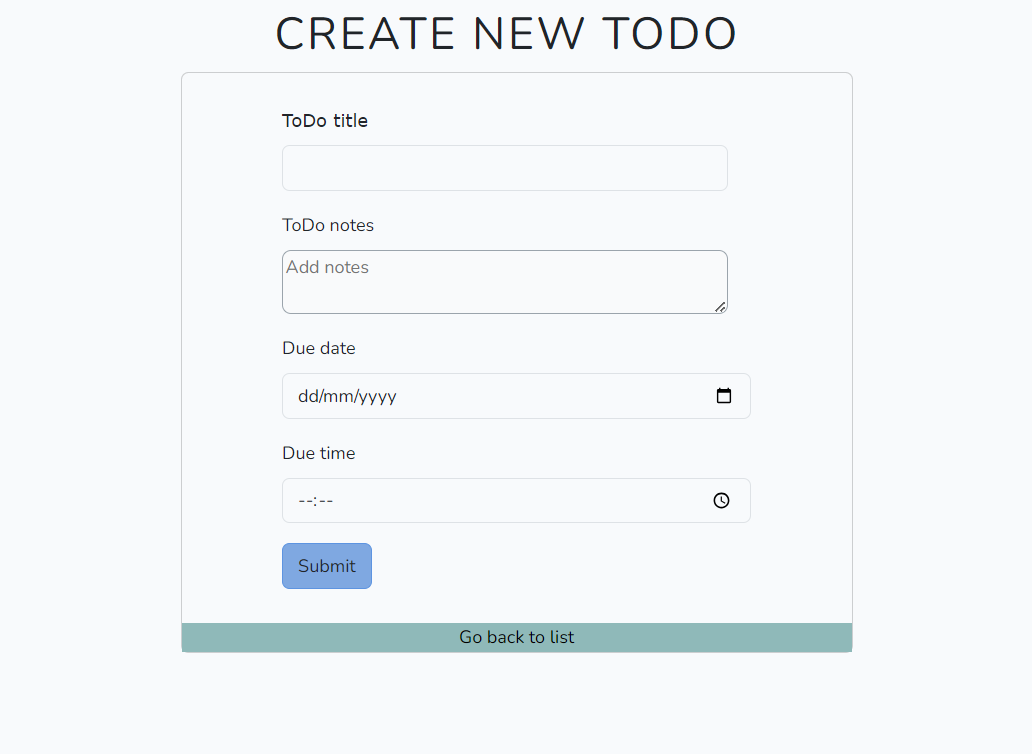 CREATE NEW TODO
ToDo title
ToDo notes
Add notes
Due date
dd/mm/yyyy
Due time
--:--
Submit
Go back to list